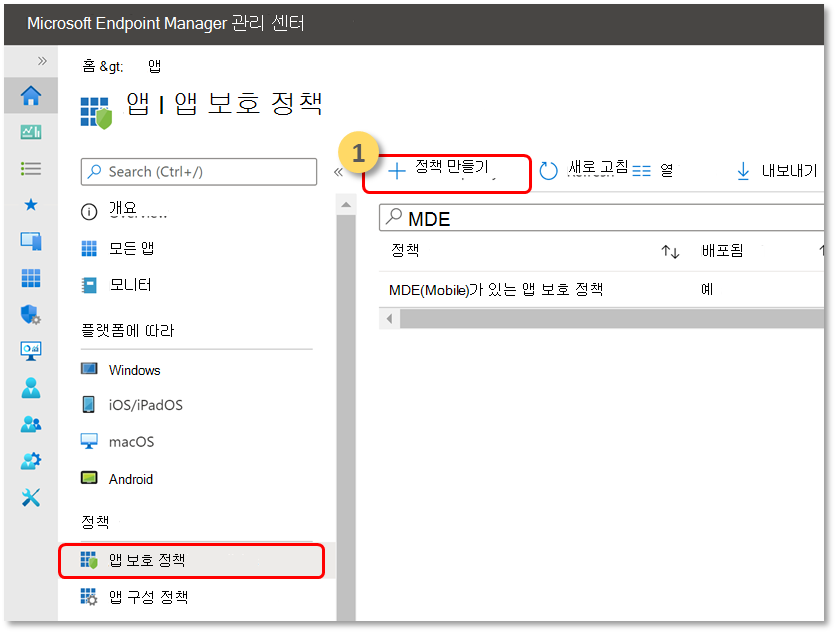 Microsoft Endpoint Manager 관리 센터
홈 &gt; 앱
앱 | 앱 보호 정책
Search (Ctrl+/)
개요
모든 앱
모니터
플랫폼에 따라
Windows
iOS/iPadOS
macOS
Android
정책
앱 보호 정책
앱 구성 정책
1
정책 만들기
새로 고침
열
내보내기
MDE
정책 배포됨
MDE(Mobile)가 있는 앱 보호 정책 예